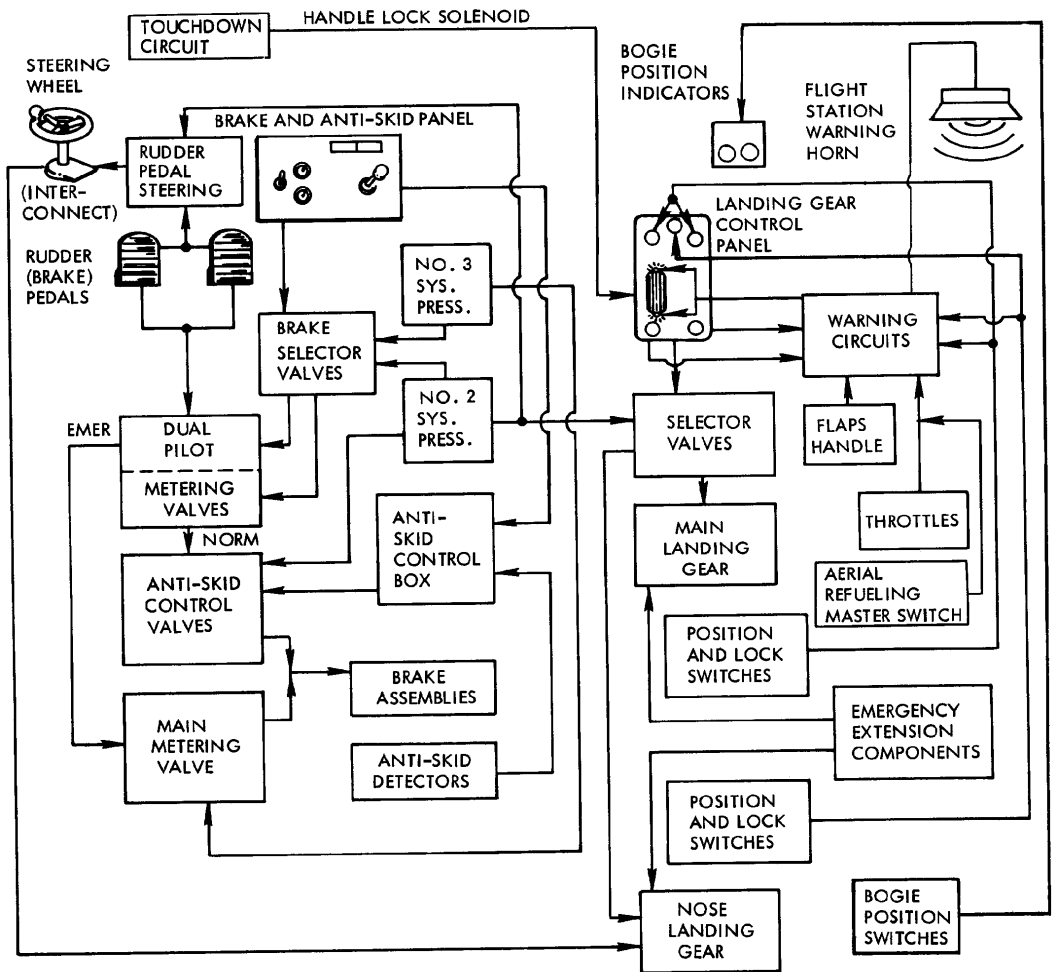 HANDLE LOCK SOLENOID
TOUCHDOWN
CIRCUIT
STEERING
WHEEL
BOGIE
POSITION
INDICATORS
FLIGHT
STATION
WARNING
HORN
BRAKE AND ANTI-SKID PANEL
RUDDER
PEDAL
STEERING
(INTER-
CONNECT)
LANDING GEAR
CONTROL
PANEL
RUDDER
(BRAKE)
PEDALS
NO. 3
SYS.
PRESS.
BRAKE
SELECTOR
VALVES
WARNING
CIRCUITS
NO. 2
SYS.
PRESS.
SELECTOR
VALVES
FLAPS
HANDLE
EMER
DUAL
PILOT
METERING
VALVES
NORM
ANTI-
SKID
CONTROL
BOX
MAIN
LANDING
GEAR
THROTTLES
ANTI-SKID
CONTROL
VALVES
AERIAL
REFUELING
MASTER SWITCH
POSITION
AND LOCK
SWITCHES
BRAKE
ASSEMBLIES
MAIN
METERING
VALVE
EMERGENCY
EXTENSION
COMPONENTS
ANTI-SKID
DETECTORS
POSITION
AND LOCK
SWITCHES
NOSE
LANDING
GEAR
BOGIE
POSITION
SWITCHES